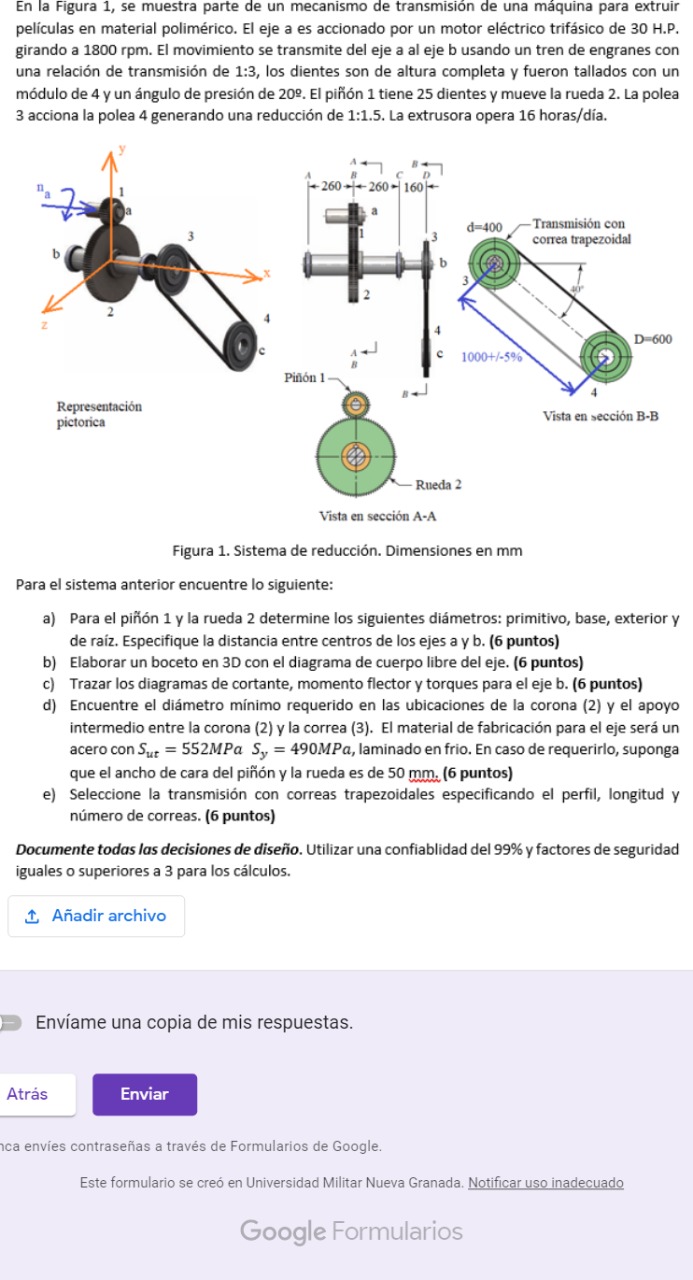 En la Figura 1, se muestra parte de un mecanismo de transmisión de una máquina para extruir
películas en material polimérico. El eje a es accionado por un motor eléctrico trifásico de 30 H.P.
girando a 1800 rpm. El movimiento se transmite del eje a al eje b usando un tren de engranes con
una relación de transmisión de 1:3, los dientes son de altura completa y fueron tallados con un
módulo de 4 y un ángulo de presión de 20º. El piñón 1 tiene 25 dientes y mueve la rueda 2. La polea
3 acciona la polea 4 generando una reducción de 1:1.5. La extrusora opera 16 horas/día.
y
n a
1
a
b
3
x
z
2
4
c
Representación
pictorica
A
B
A
B
C
D
260
260
160
a
1
3
b
2
4
c
A
B
B
d=400
Transmisión con
correa trapezoidal
3
40°
D=600
1000+/-5%
4
Vista en sección B-B
Piñón 1
Rueda 2
Vista en sección A-A
Figura 1. Sistema de reducción. Dimensiones en mm
Para el sistema anterior encuentre lo siguiente:
a) Para el piñón 1 y la rueda 2 determine los siguientes diámetros: primitivo, base, exterior y
de raíz. Especifique la distancia entre centros de los ejes a y b. (6 puntos)
b) Elaborar un boceto en 3D con el diagrama de cuerpo libre del eje. (6 puntos)
c) Trazar los diagramas de cortante, momento flector y torques para el eje b. (6 puntos)
d) Encuentre el diámetro mínimo requerido en las ubicaciones de la corona (2) y el apoyo
intermedio entre la corona (2) y la correa (3). El material de fabricación para el eje será un
acero con Sut = 552MPa Sy = 490MPa, laminado en frio. En caso de requerirlo, suponga
que el ancho de cara del piñón y la rueda es de 50 mm. (6 puntos)
e) Seleccione la transmisión con correas trapezoidales especificando el perfil, longitud y
número de correas. (6 puntos)
Documente todas las decisiones de diseño. Utilizar una confiablidad del 99% y factores de seguridad
iguales o superiores a 3 para los cálculos.
Añadir archivo
Envíame una copia de mis respuestas.
Atrás
Enviar
nca envíes contraseñas a través de Formularios de Google.
Este formulario se creó en Universidad Militar Nueva Granada. Notificar uso inadecuado
Google Formularios